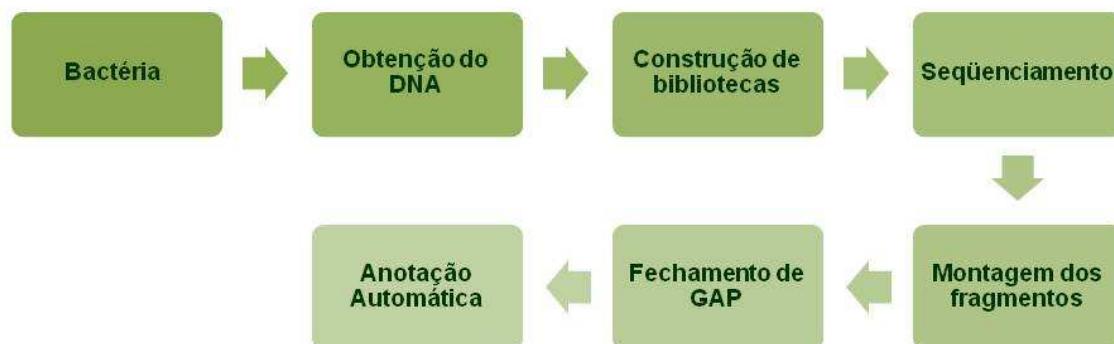 Bactéria
Obtenção do
DNA
Construção de
bibliotecas
Seqüenciamento
Montagem dos
fragmentos
Fechamento de
GAP
Anotação
Automática